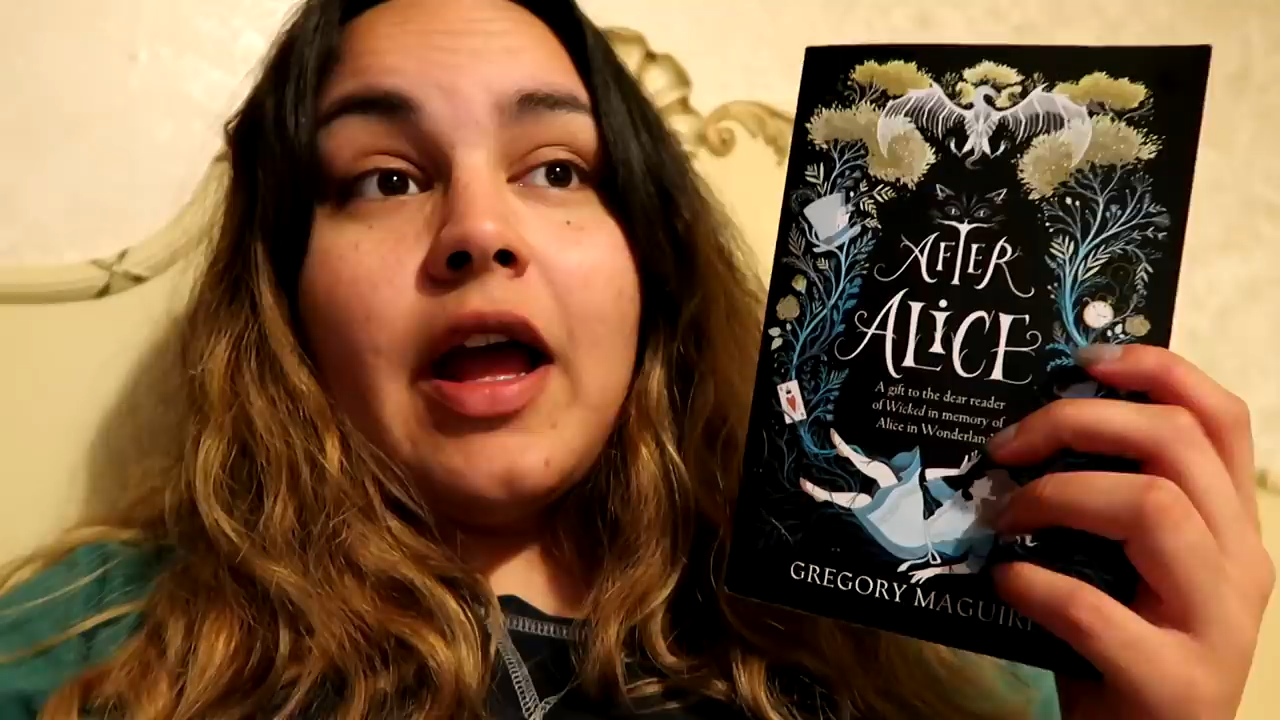 AFTER
ALiCE
A gift to the dear reader
of Wicked in memory of
Alice in Wonderland
GREGORY MAGUIRE